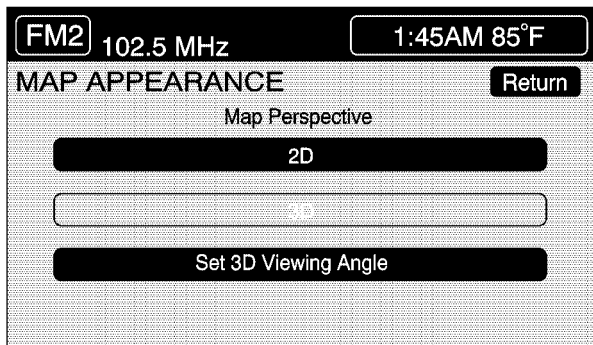 FM2 102.5 MHz 1:45AM 85°F
MAP APPEARANCE Return
Map Perspective
2D
3D
Set 3D Viewing Angle